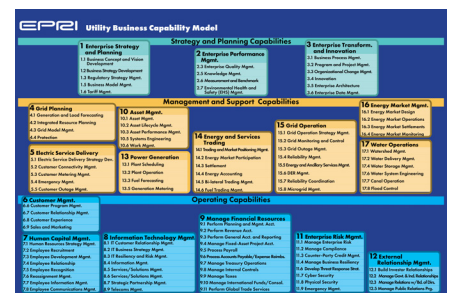 EPRI Utility Business Capability Model
Strategy and Planning Capabilities
1 Enterprise Strategy
and Planning
1.1 Business Concept and Vision
Development
1.2 Business Strategy Development
1.3 Regulatory Strategy Mgmt.
1.5 Business Model Mgmt.
1.6 Tariff Mgmt.
2 Enterprise Performance
Mgmt.
2.3 Enterprise Quality Mgmt.
2.5 Knowledge Mgmt.
2.6 Measurement and Benchmark
2.7 Environmental Health and
Safety (EHS) Mgmt.
3 Enterprise Transform.
and Innovation
3.1 Business Process Mgmt.
3.2 Program and Project Mgmt.
3.3 Organizational Change Mgmt.
3.4 Innovation
3.5 Enterprise Architecture
3.6 Enterprise Data Mgmt.
Management and Support Capabilities
4 Grid Planning
4.1 Generation and Load Forecasting
4.2 Integrated Resource Planning
4.3 Grid Model Mgmt.
4.4 Protection
5 Electric Service Delivery
5.1 Electric Service Delivery Strategy Dev.
5.2 Customer Connectivity Mgmt.
5.3 Customer Metering Mgmt.
5.4 Emergency Mgmt.
5.5 Customer Outage Mgmt.
10 Asset Mgmt.
10.1 Asset Mgmt.
10.2 Asset Lifecycle Mgmt.
10.3 Asset Performance Mgmt.
10.5 Systems Engineering
10.6 Work Mgmt.
13 Power Generation
13.1 Plant Scheduling
13.2 Plant Operation
13.3 Fuel Forecasting
13.5 Generation Metering
14 Energy and Services
Trading
14.1 Trading and Market Positioning Mgmt.
14.2 Energy Market Participation
14.3 Settlement
14.4 Energy Accounting
14.5 Bi-lateral Trading Mgmt.
14.6 Fuel Trading Mgmt.
15 Grid Operation
15.1 Grid Operation Strategy Mgmt.
15.2 Grid Operation Mgmt.
15.3 Grid Outage Mgmt.
15.4 Reliability Mgmt.
15.5 Energy and Ancillary Services Mgmt.
15.6 DER Mgmt.
15.7 Reliability Coordination
15.8 Microgrid Mgmt.
16 Energy Market Mgmt.
16.1 Energy Market Design
16.2 Energy Market Operations
16.3 Energy Market Settlements
16.4 Energy Market Monitoring
17 Water Operations
17.1 Watershed Mgmt.
17.2 Water Delivery Mgmt.
17.4 Water Storage Mgmt.
17.6 Water System Engineering
17.7 Canal Operation
17.8 Flood Control
Operating Capabilities
6 Customer Mgmt.
6.6 Customer Program Mgmt.
6.7 Customer Relationship Mgmt.
6.8 Customer Experience
6.9 Sales and Marketing
7 Human Capital Mgmt.
7.1 Human Resources Strategy Mgmt.
7.2 Employee Recruitment
7.3 Employee Development Mgmt.
7.4 Employee Relationship
7.5 Employee Recognition
7.6 Reassignment Mgmt.
7.7 Employee Information Mgmt.
7.8 Employee Communications Mgmt.
8 Information Technology Mgmt.
8.1 IT Customer Relationship Mgmt.
8.2 IT Business Strategy Mgmt.
8.3 IT Resiliency and Risk Mgmt.
8.4 Information Mgmt.
8.5 Services/Solutions Mgmt.
8.7 Strategic Portfolio Mgmt.
8.9 Telecoms Mgmt.
9 Manage Financial Resources
9.1 Perform Planning and Mgmt. Acct.
9.2 Perform Revenue Acct.
9.3 Perform General Acct. and Reporting
9.4 Manage Fixed-Asset Project Acct.
9.5 Process Payroll
9.6 Process Accounts Payable/Expense Reimbs.
9.7 Manage Treasury Operations
9.8 Manage Internal Controls
9.9 Manage Taxes
9.10 Manage International Funds/Consol.
9.11 Perform Global Trade Services
11 Enterprise Risk Mgmt.
11.1 Manage Enterprise Risk
11.2 Manage Compliance
11.3 Counter-Party Credit Mgmt.
11.4 Manage Business Resiliency
11.6 Develop Threat Response Strat.
11.7 Cyber Security
11.8 Physical Security
11.9 Emergency Mgmt.
12 External
Relationship Mgmt.
12.1 Build Investor Relationships
12.2 Manage Govt. & Ind. Relationships
12.3 Manage Relations w/Bd. of Dir.
12.5 Manage Public Relations Prg.